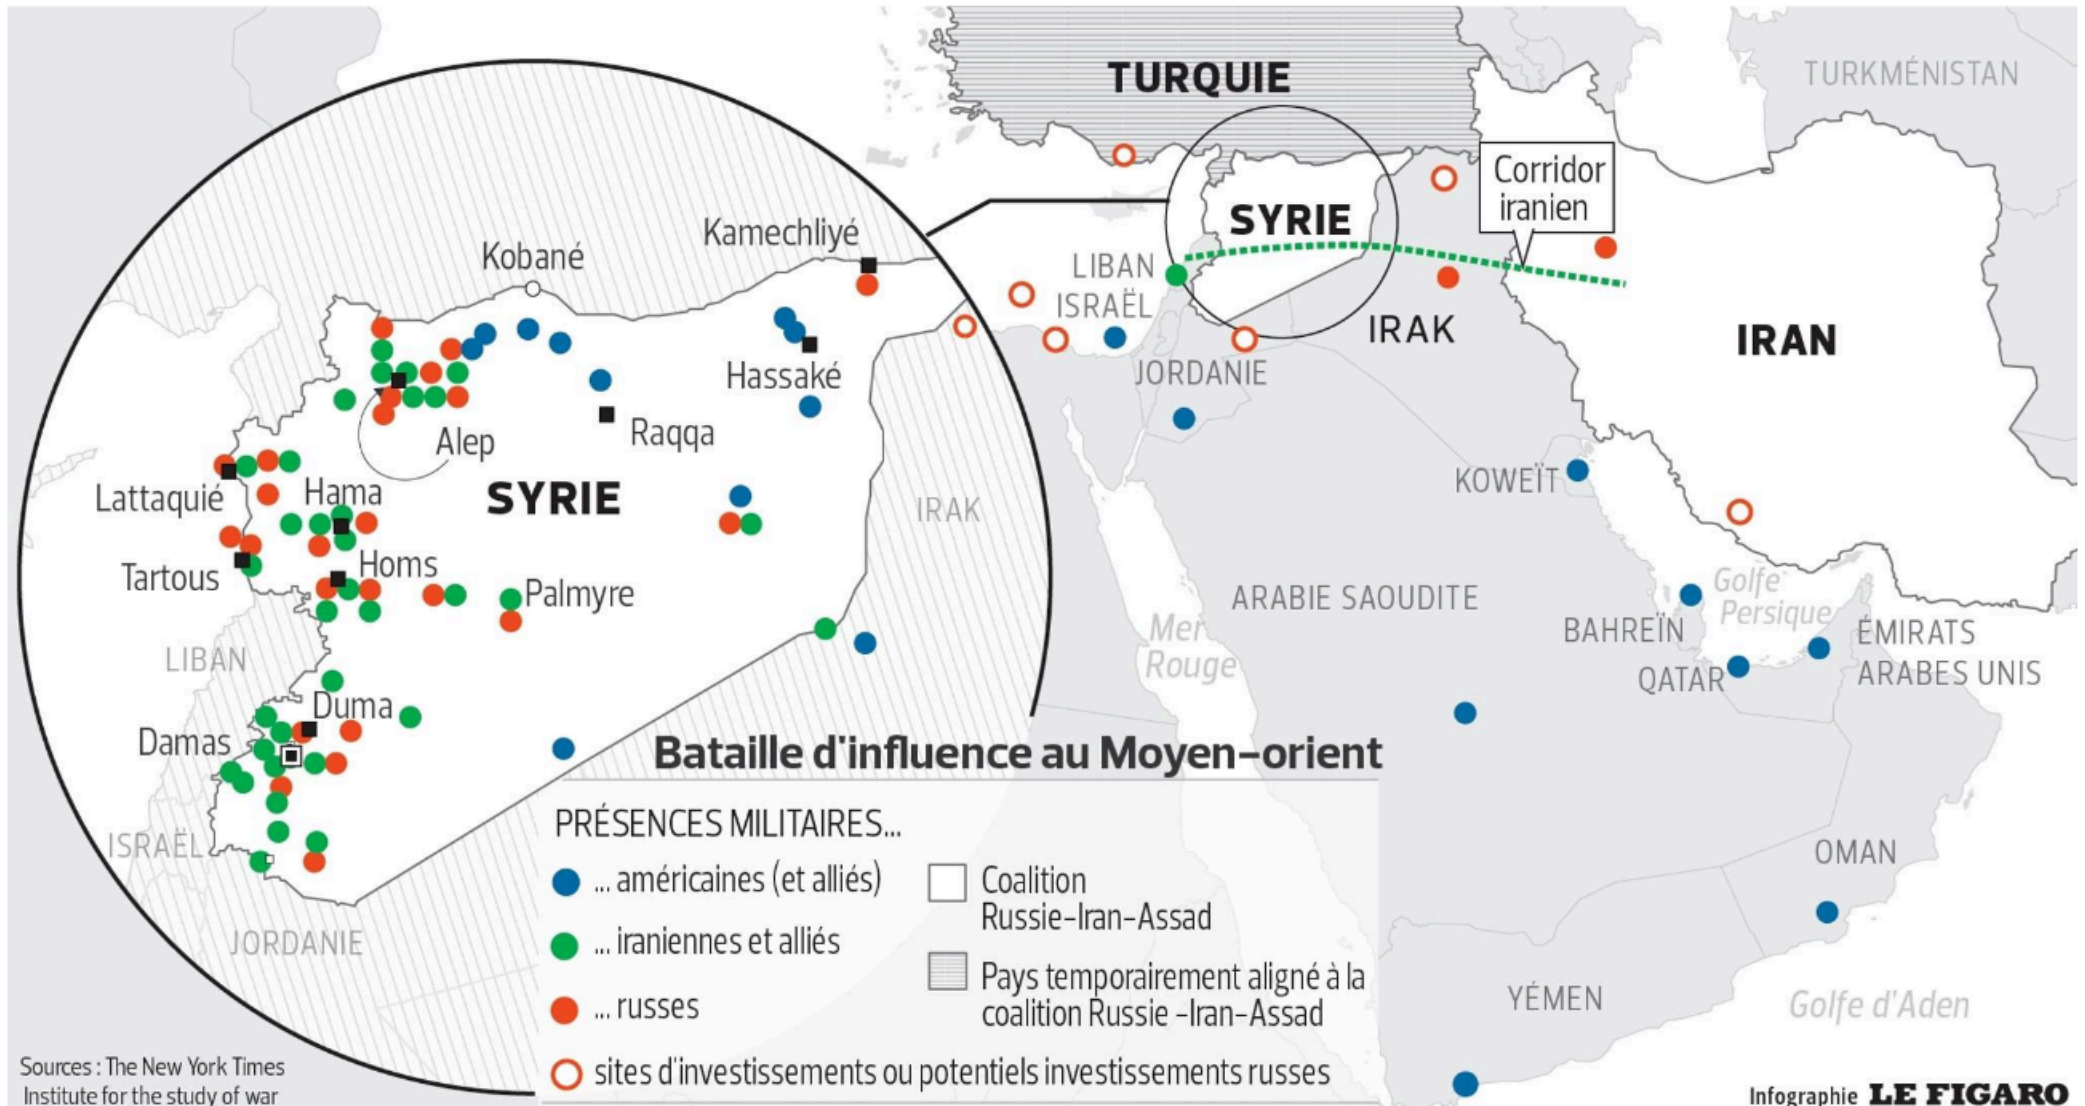 TURQUIE
TURKMÉNISTAN
Corridor
iranien
SYRIE
LIBAN
ISRAËL
IRAK
IRAN
JORDANIE
KOWEÏT
ARABIE SAOUDITE
Golfe
Persique
Mer
Rouge
BAHREÏN
ÉMIRATS
ARABES UNIS
QATAR
OMAN
YÉMEN
Golfe d'Aden
Kobané
Kamechliyé
Hassaké
Raqqa
Alep
Lattaquié
Hama
SYRIE
IRAK
Homs
Tartous
Palmyre
LIBAN
Duma
Damas
ISRAËL
JORDANIE
Bataille d'influence au Moyen-orient
PRÉSENCES MILITAIRES...
... américaines (et alliés)
... iraniennes et alliés
... russes
sites d'investissements ou potentiels investissements russes
Coalition
Russie-Iran-Assad
Pays temporairement aligné à la
coalition Russie -Iran-Assad
Sources : The New York Times
Institute for the study of war
Infographie LE FIGARO